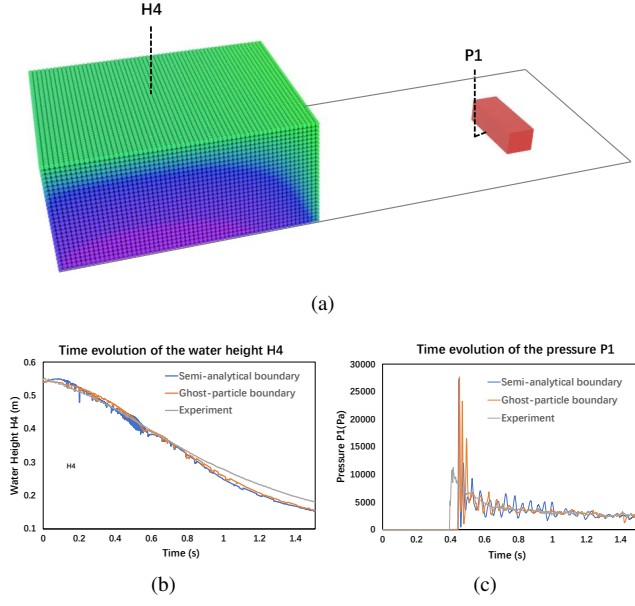 H4
P1
(a)
Time evolution of the water height H4
0.6
0.5
0.4
0.3
0.2
0.1
Water Height H4 (m)
Semi-analytical boundary
Ghost-particle boundary
Experiment
H4
0 0.2 0.4 0.6 0.8 1 1.2 1.4
Time (s)
(b)
Time evolution of the pressure P1
30000
25000
20000
15000
10000
5000
0
Pressure P1(Pa)
Semi-analytical boundary
Ghost-particle boundary
Experiment
0 0.2 0.4 0.6 0.8 1 1.2 1.4
Time (s)
(c)